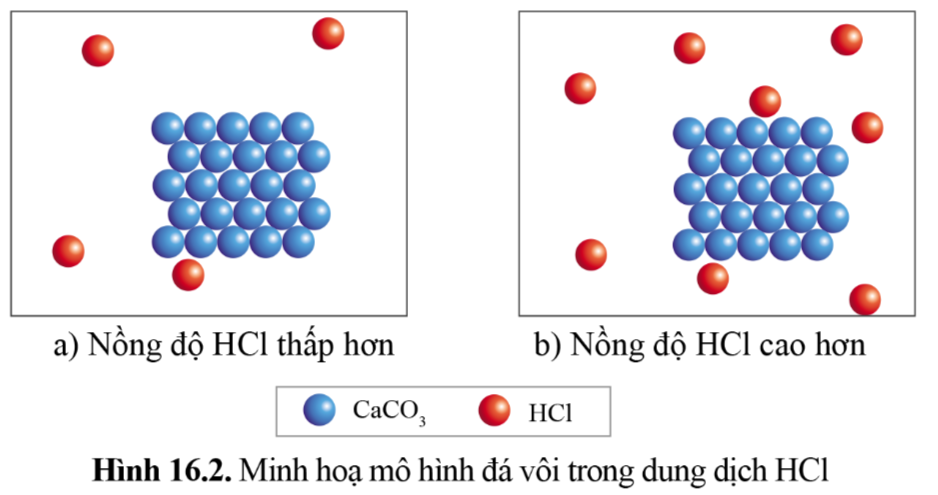 a) Nồng độ HCl thấp hơn
b) Nồng độ HCl cao hơn
CaCO₃
HCl
Hình 16.2. Minh hoạ mô hình đá vôi trong dung dịch HCl